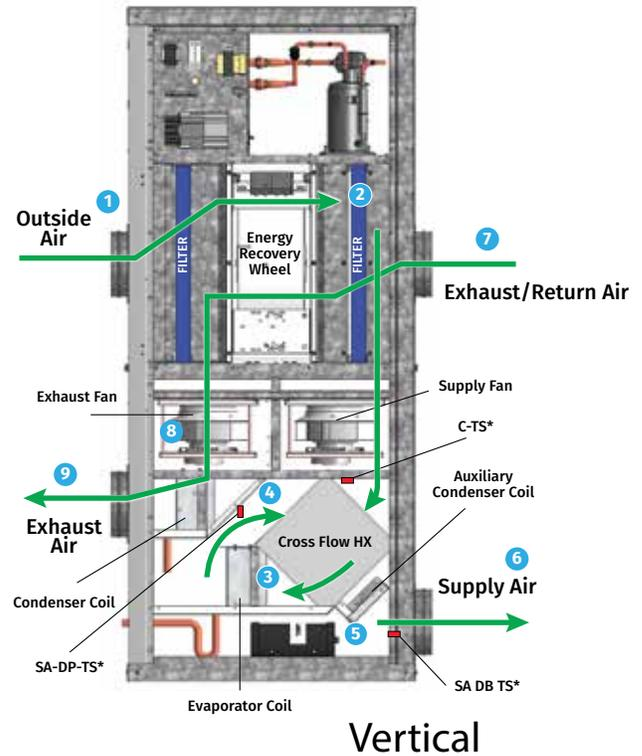 1
Outside
Air
2
FILTER
Energy
Recovery
Wheel
FILTER
7
Exhaust/Return Air
Exhaust Fan
Supply Fan
8
C-TS*
9
Exhaust
Air
4
Auxiliary
Condenser Coil
Cross Flow HX
3
6
Supply Air
Condenser Coil
5
SA-DP-TS*
SA DB TS*
Evaporator Coil
Vertical